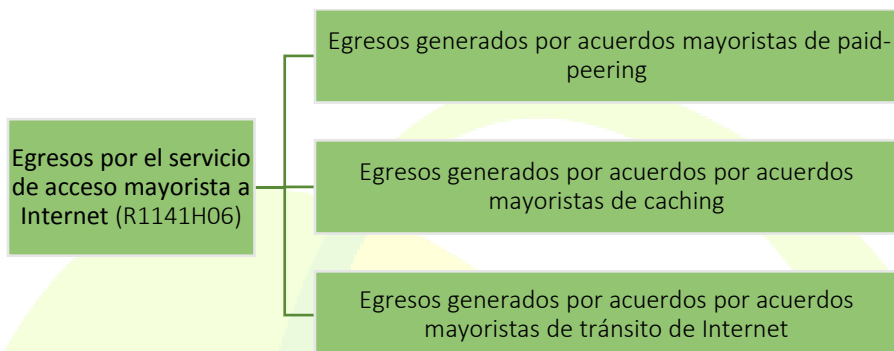 Egresos generados por acuerdos mayoristas de paid-
peering
Egresos por el servicio
de acceso mayorista a
Internet (R1141H06)
Egresos generados por acuerdos por acuerdos
mayoristas de caching
Egresos generados por acuerdos por acuerdos
mayoristas de tránsito de Internet